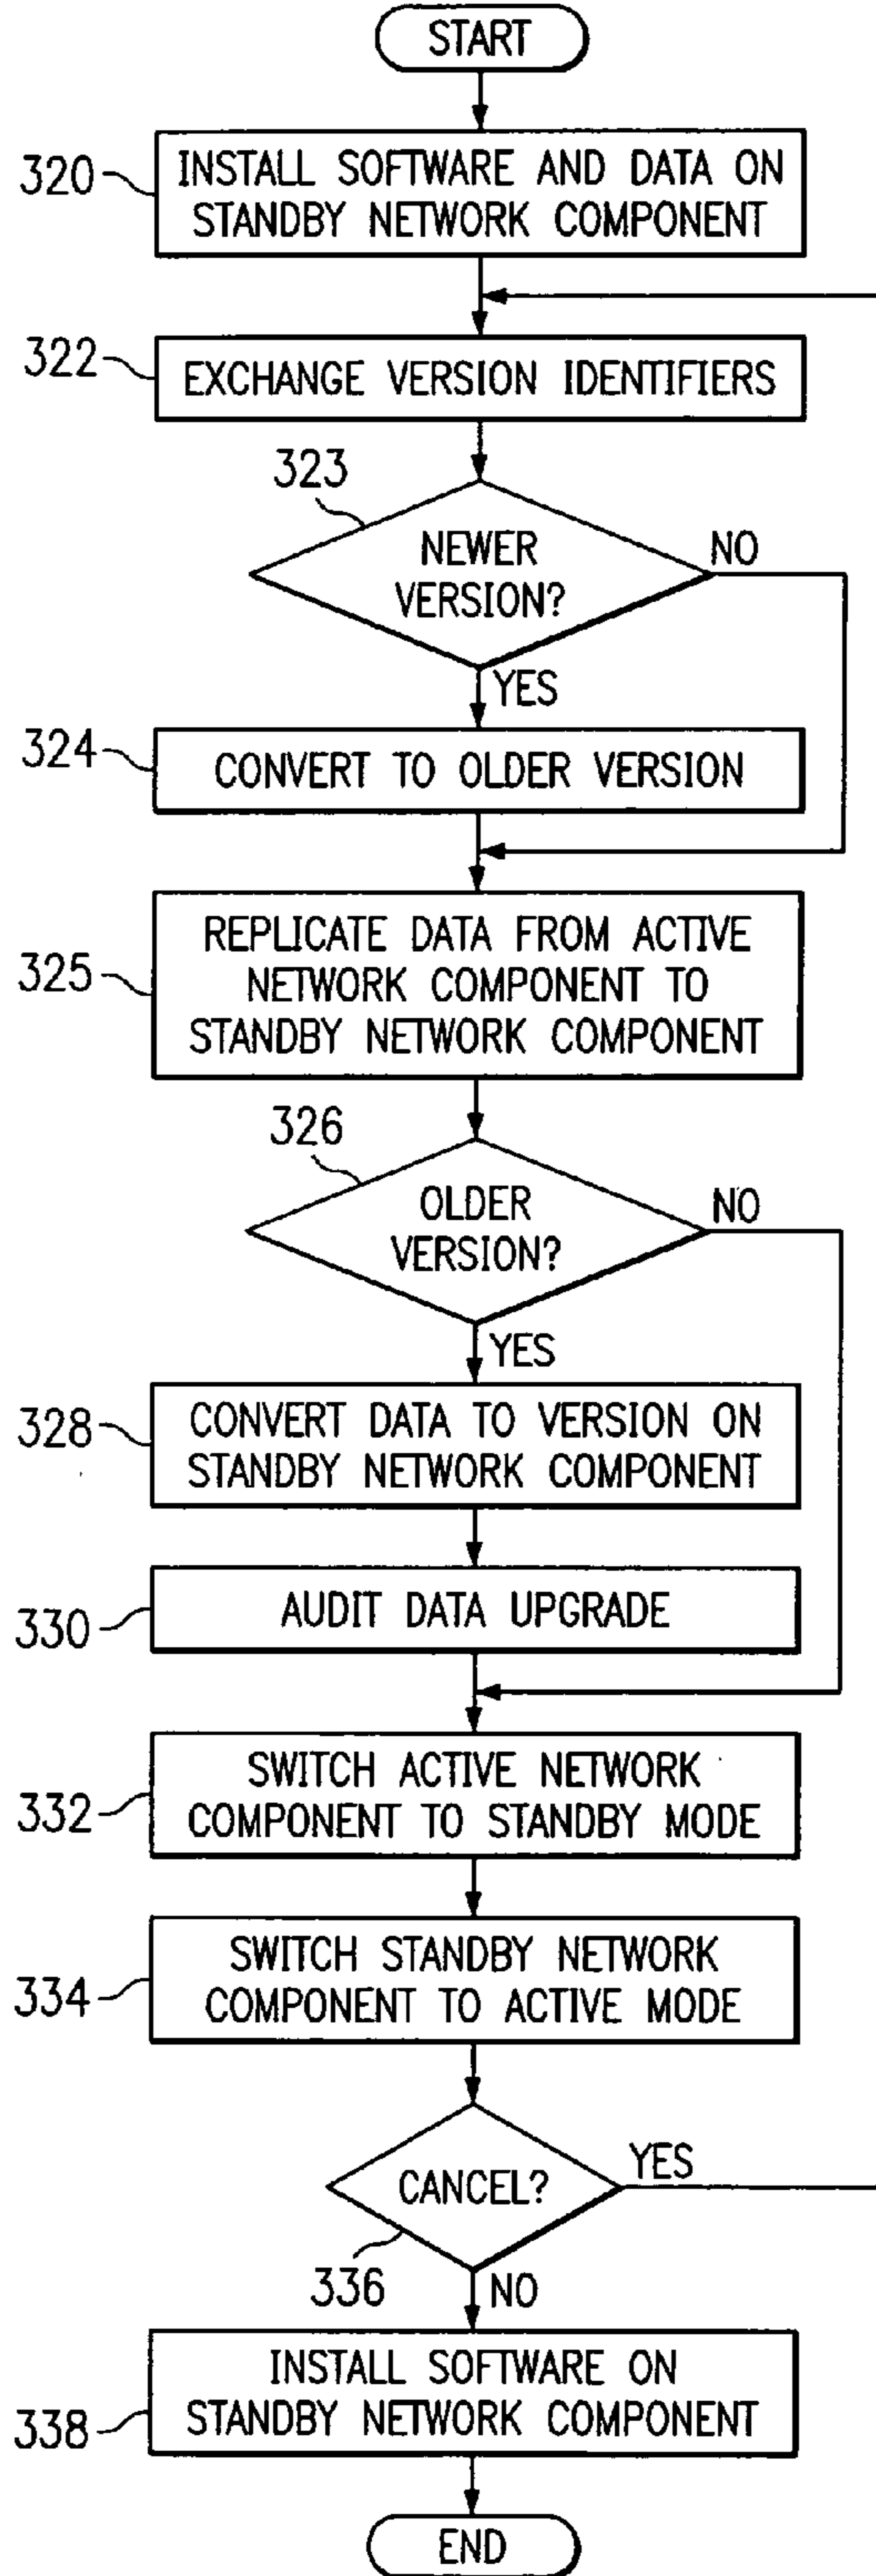 START
320
INSTALL SOFTWARE AND DATA ON
STANDBY NETWORK COMPONENT
322
EXCHANGE VERSION IDENTIFIERS
323
NEWER
VERSION?
NO
YES
324
CONVERT TO OLDER VERSION
325
REPLICATE DATA FROM ACTIVE
NETWORK COMPONENT TO
STANDBY NETWORK COMPONENT
326
OLDER
VERSION?
NO
YES
328
CONVERT DATA TO VERSION ON
STANDBY NETWORK COMPONENT
330
AUDIT DATA UPGRADE
332
SWITCH ACTIVE NETWORK
COMPONENT TO STANDBY MODE
334
SWITCH STANDBY NETWORK
COMPONENT TO ACTIVE MODE
CANCEL?
YES
336
NO
338
INSTALL SOFTWARE ON
STANDBY NETWORK COMPONENT
END